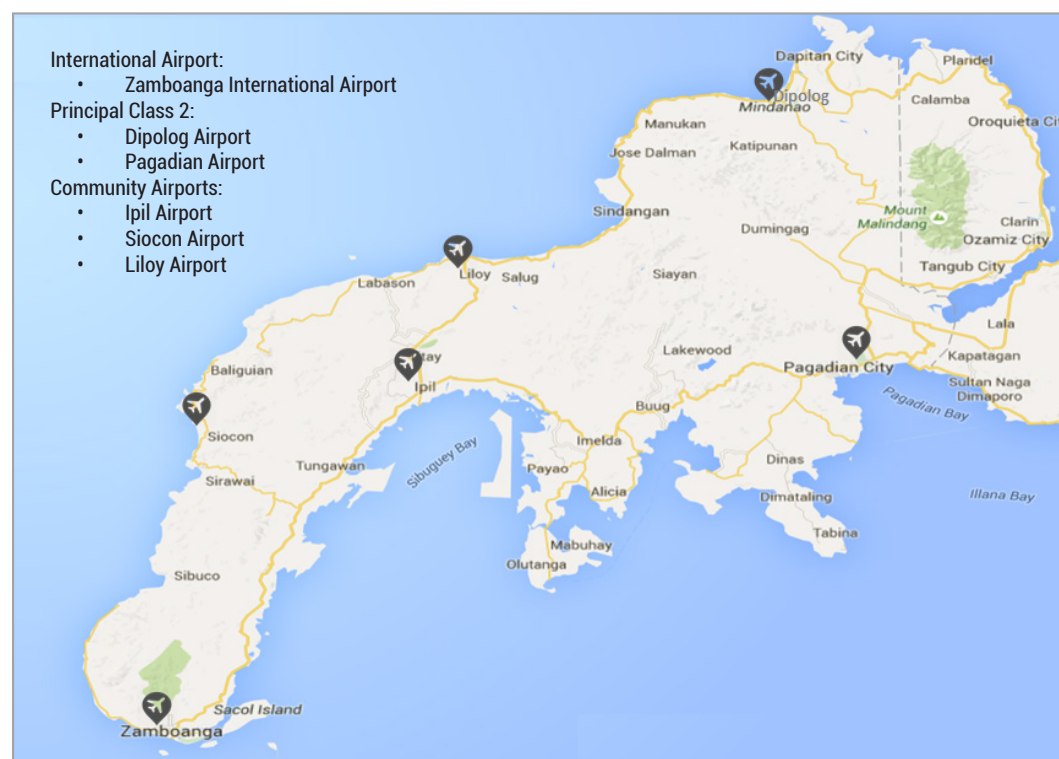 International Airport:
• Zamboanga International Airport
Principal Class 2:
• Dipolog Airport
• Pagadian Airport
Community Airports:
• Ipil Airport
• Siocon Airport
• Liloy Airport
Dapitan City
Plaridel
Dipolog
Mindanao
Calamba
Oroquieta Cit
Manukan
Katipunan
Jose Dalman
Sindangan
Mount
Malindang
Clarin
Dumingag
Ozamiz City
Tangub City
Liloy
Salug
Siayan
Labason
Lala
tay
Lakewood
Kapatagan
Baliguian
Pagadian City
Ipil
Sultan Naga
Dimaporo
Pagadian Bay
Buug
Siocon
Imelda
Sibuguey Bay
Tungawan
Payao
Dinas
Sirawai
Alicia
Dimataling
Illana Bay
Tabina
Mabuhay
Olutanga
Sibuco
Sacol Island
Zamboanga